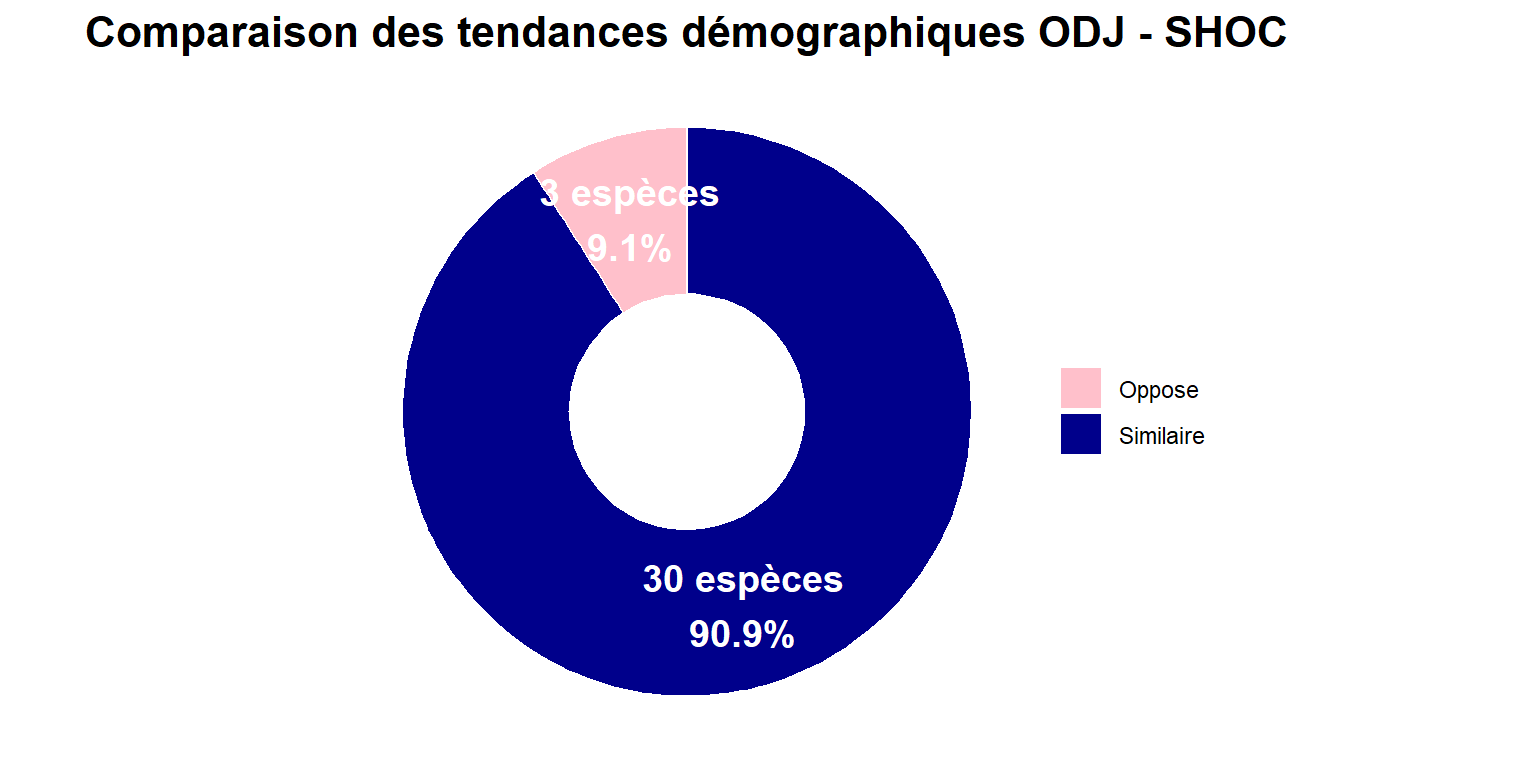 Comparaison des tendances démographiques ODJ - SHOC
3 espèces
9.1%
Oppose
Similaire
30 espèces
90.9%